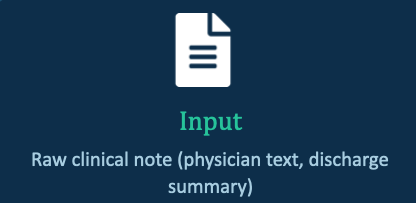 Input
Raw clinical note (physician text, discharge
summary)